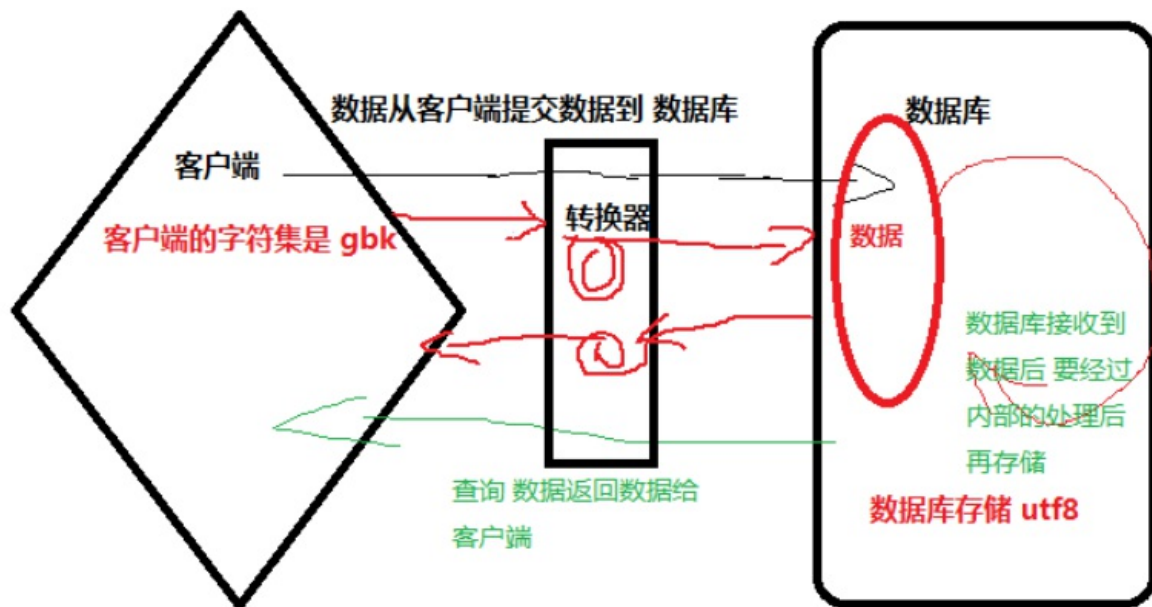 数据从客户端提交数据到 数据库
数据库
客户端
转换器
客户端的字符集是 gbk
数据
数据库接收到
数据后 要经过
内部的处理后
再存储
查询 数据返回数据给
客户端
数据库存储 utf8